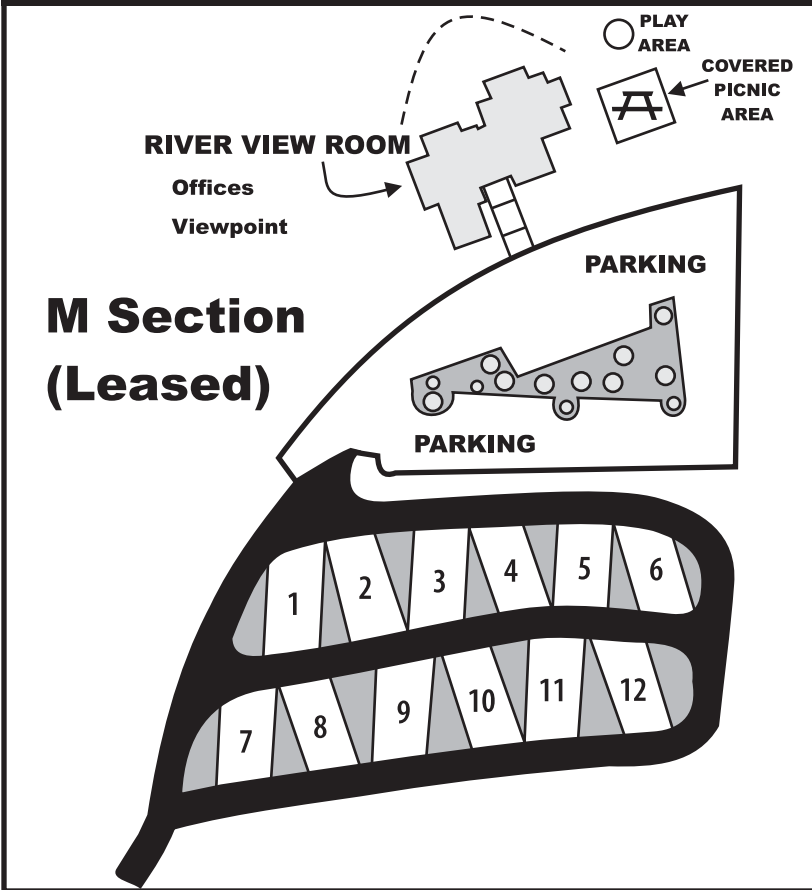 PLAY
AREA
COVERED
PICNIC
AREA
RIVER VIEW ROOM
Offices
Viewpoint
PARKING
M Section
(Leased)
PARKING
1
2
3
4
5
6
7
8
9
10
11
12